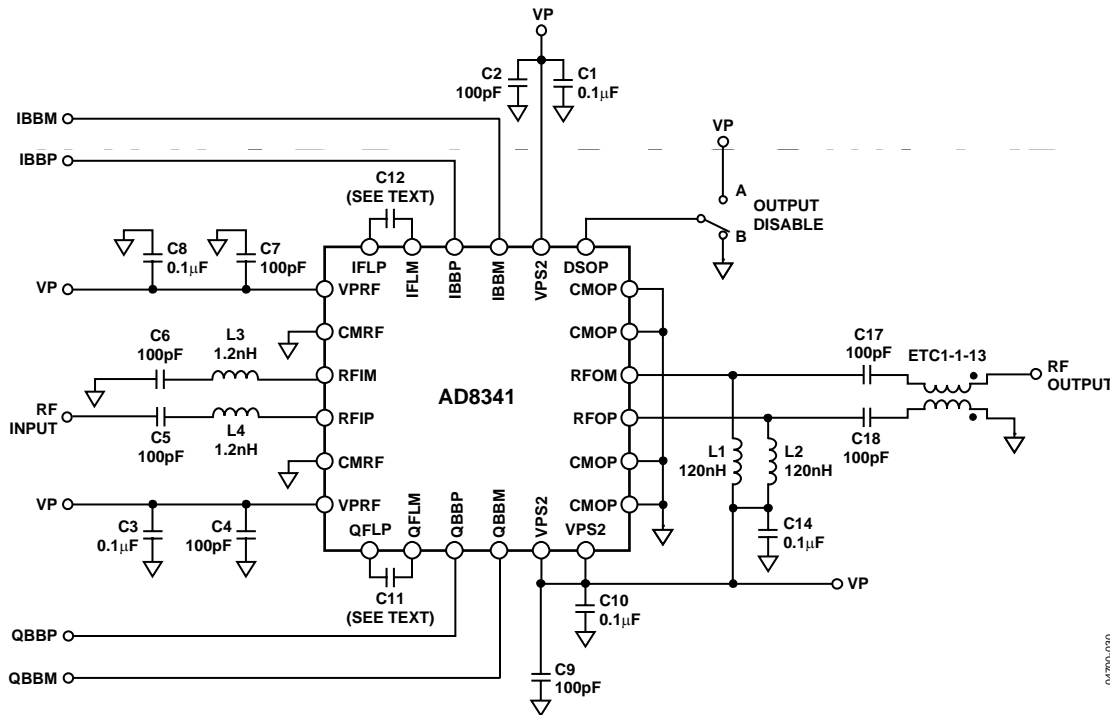 VP
C2
100pF
C1
0.1μF
IBBM
VP
IBBP
C12
(SEE TEXT)
A
OUTPUT
DISABLE
B
C8
0.1μF
C7
100pF
IFLP
IFLM
IBBP
IBBM
VPS2
DSOP
VP
VPRF
CMOP
C6
100pF
L3
1.2nH
CMRF
CMOP
C17
100pF
ETC1-1-13
RFIM
AD8341
RFOM
RF
OUTPUT
RF
INPUT
C5
100pF
L4
1.2nH
RFIP
RFOP
C18
100pF
L1
120nH
L2
120nH
CMRF
CMOP
VP
VPRF
CMOP
C3
0.1μF
C4
100pF
QFLP
QFLM
QBBP
QBBM
VPS2
VPS2
C14
0.1μF
C11
(SEE TEXT)
VP
C10
0.1μF
QBBP
C9
100pF
QBBM
04700-030